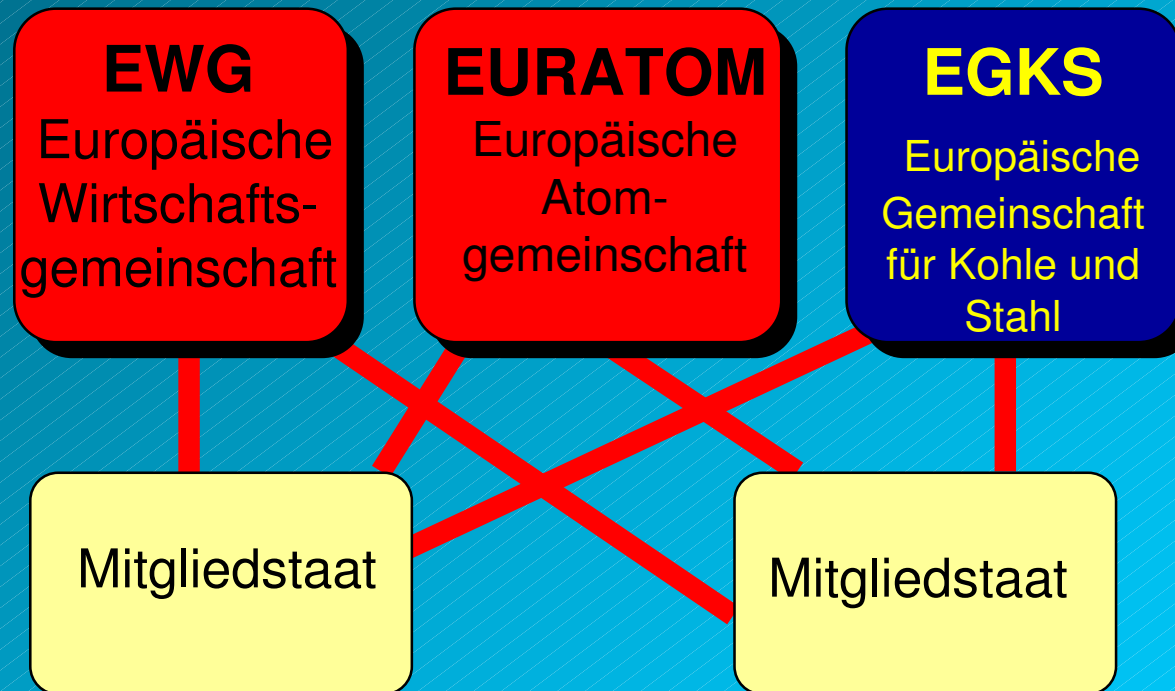 EWG
Europäische
Wirtschafts-
gemeinschaft
EURATOM
Europäische
Atom-
gemeinschaft
EGKS
Europäische
Gemeinschaft
für Kohle und
Stahl
Mitgliedstaat
Mitgliedstaat